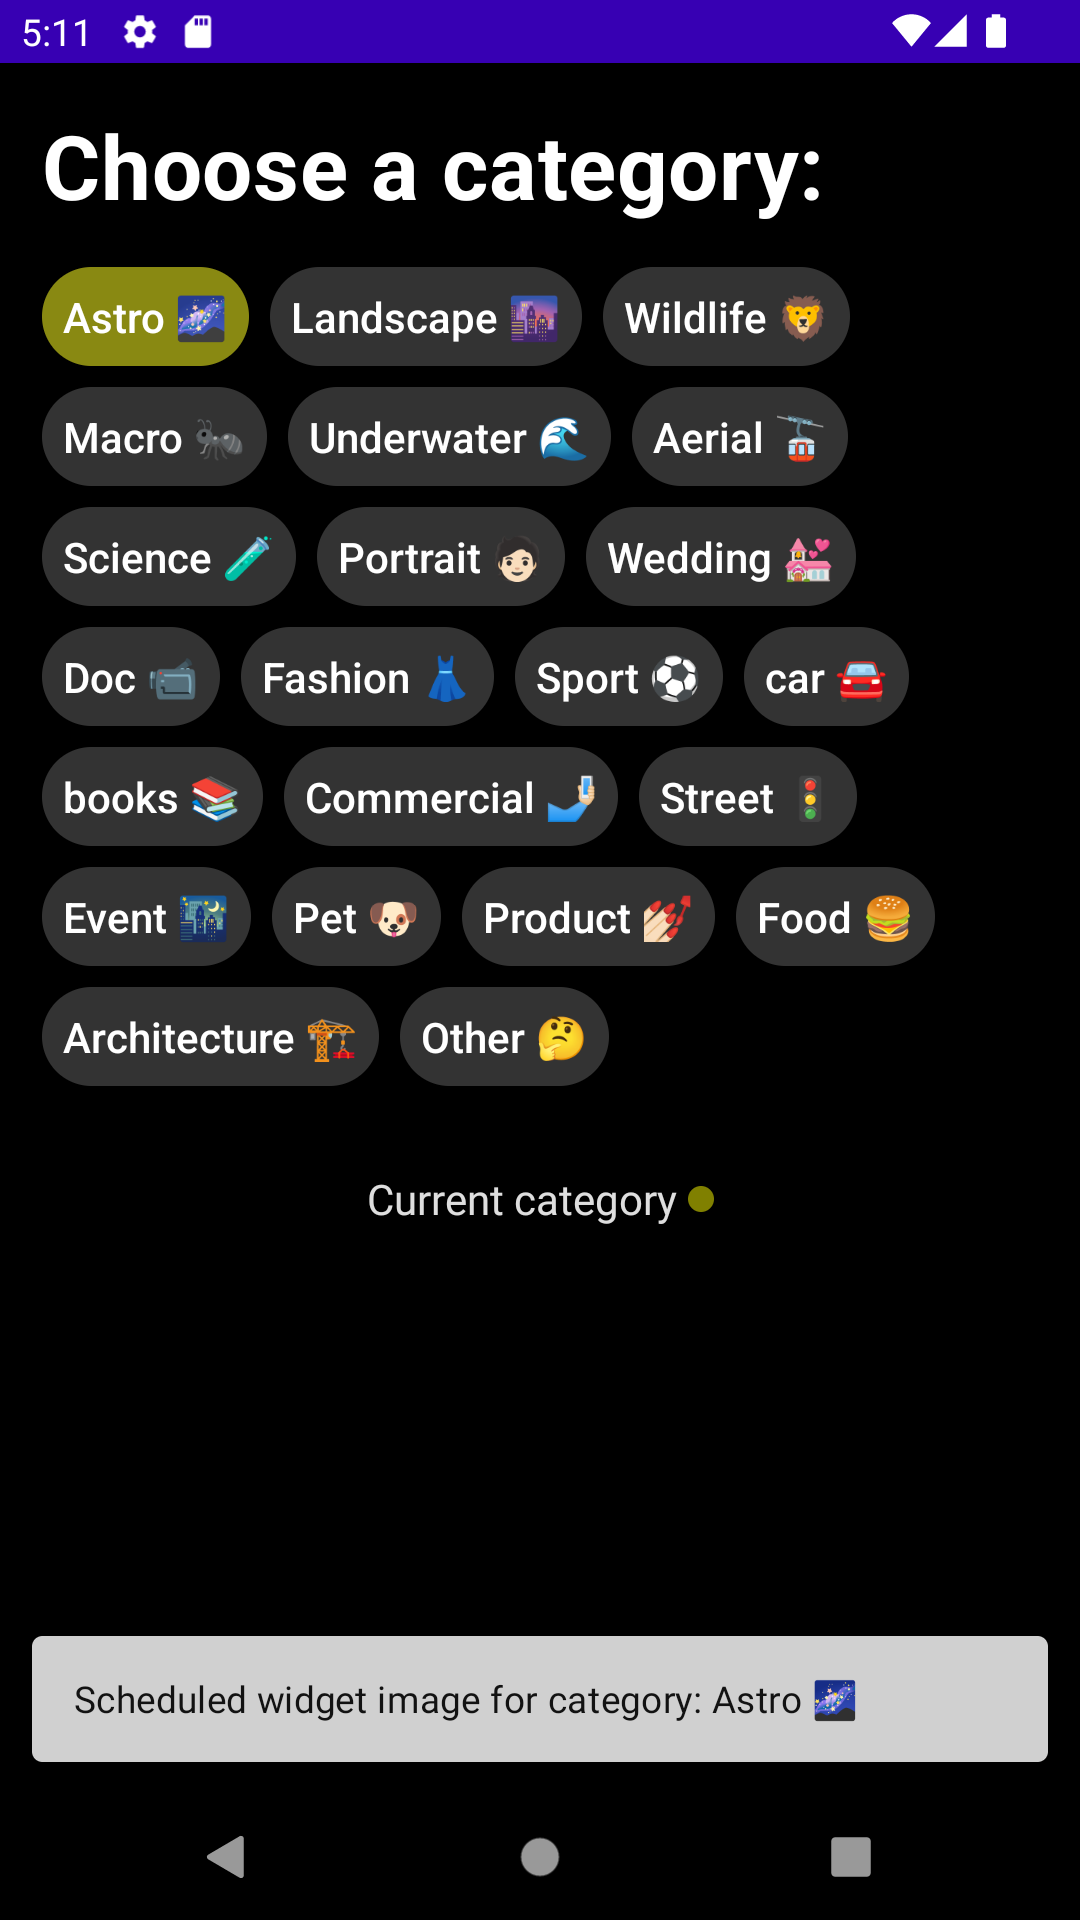 5:11
Choose a category:
Astro 🌌 Landscape 🌆 Wildlife 🦁
Macro 🐜 Underwater 🌊 Aerial 🚡
Science 🧪 Portrait 🧑🏻 Wedding 💒
Doc 📹 Fashion 👗 Sport ⚽ car 🚘
books 📚 Commercial 🤳🏻 Street 🚦
Event 🌃 Pet 🐶 Product 💅🏻 Food 🍔
Architecture 🏗 Other 🤔
Current category
Scheduled widget image for category: Astro 🌌